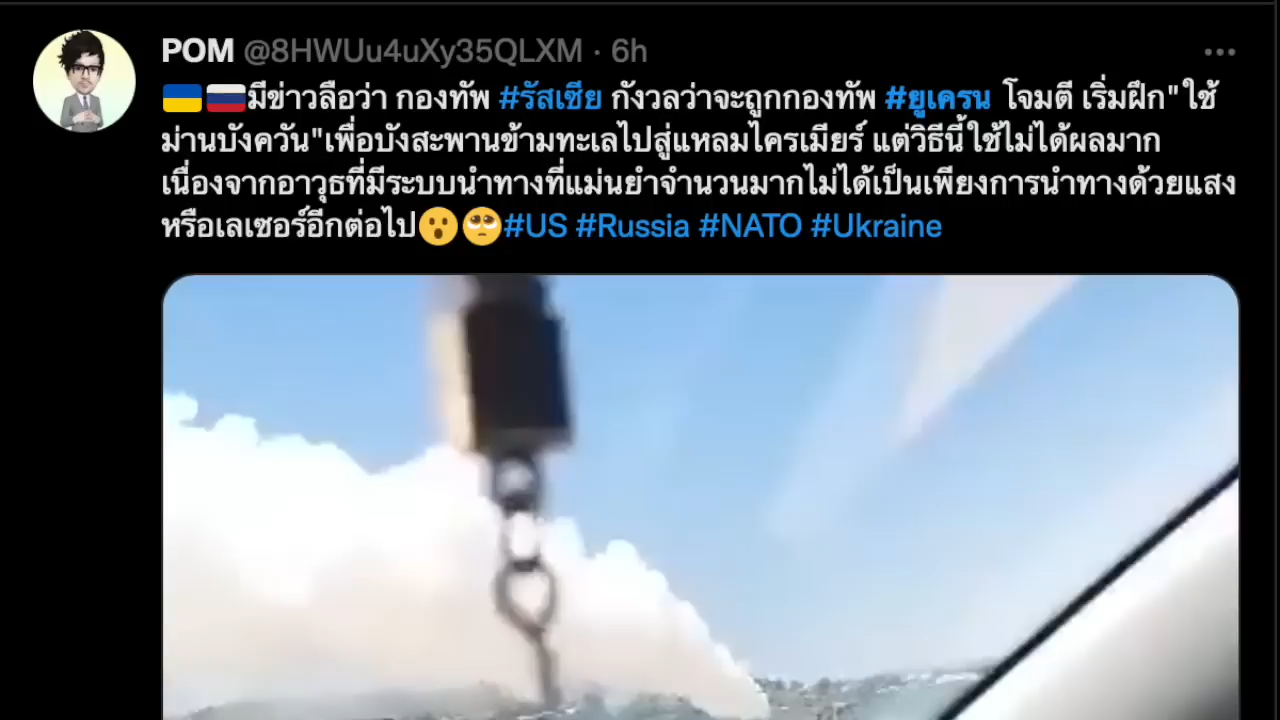 POM @8HWUu4uXy35QLXM · 6h
🇺🇦🇷🇺มีข่าวลือว่า กองทัพ #รัสเซีย กังวลว่าจะถูกกองทัพ #ยูเครน โจมตี เริ่มฝึก"ใช้
ม่านบังควัน"เพื่อบังสะพานข้ามทะเลไปสู่แหลมไครเมียร์ แต่วิธีนี้ใช้ไม่ได้ผลมาก
เนื่องจากอาวุธที่มีระบบนำทางที่แม่นยำจำนวนมากไม่ได้เป็นเพียงการนำทางด้วยแสง
หรือเลเซอร์อีกต่อไป😮🥺#US #Russia #NATO #Ukraine